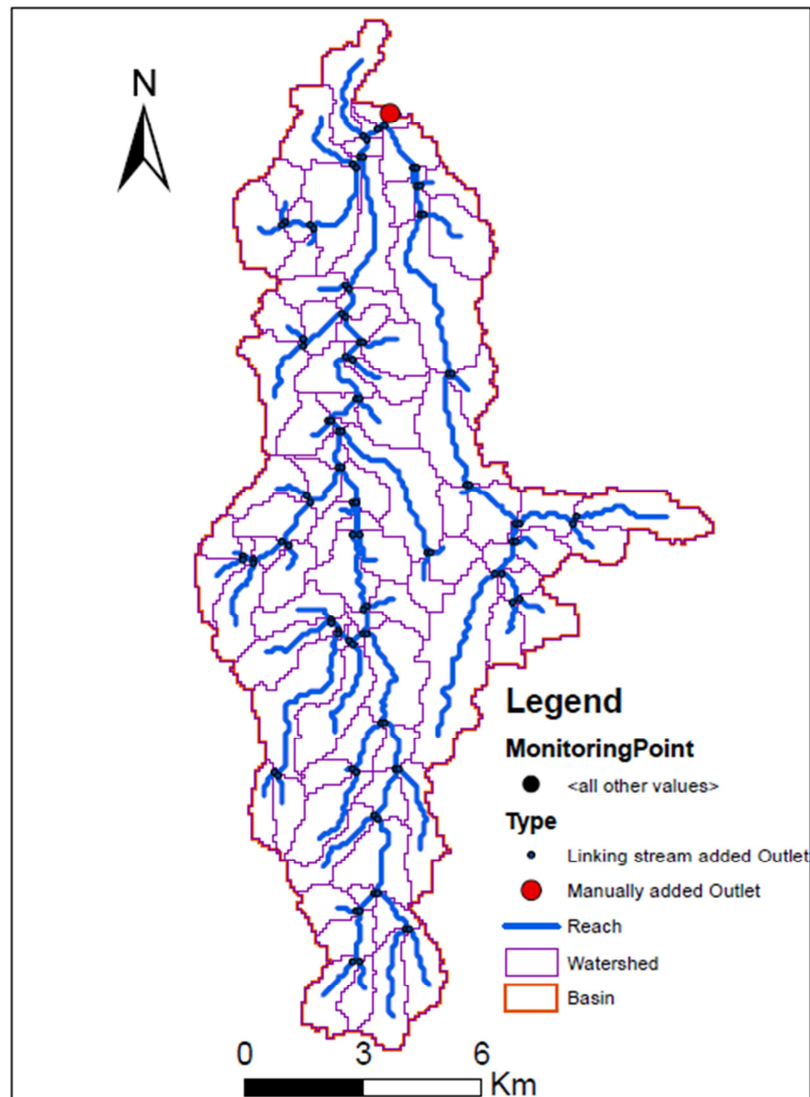 N
Legend
MonitoringPoint
<all other values>
Type
Linking stream added Outlet
Manually added Outlet
Reach
Watershed
Basin
0 3 6
Km